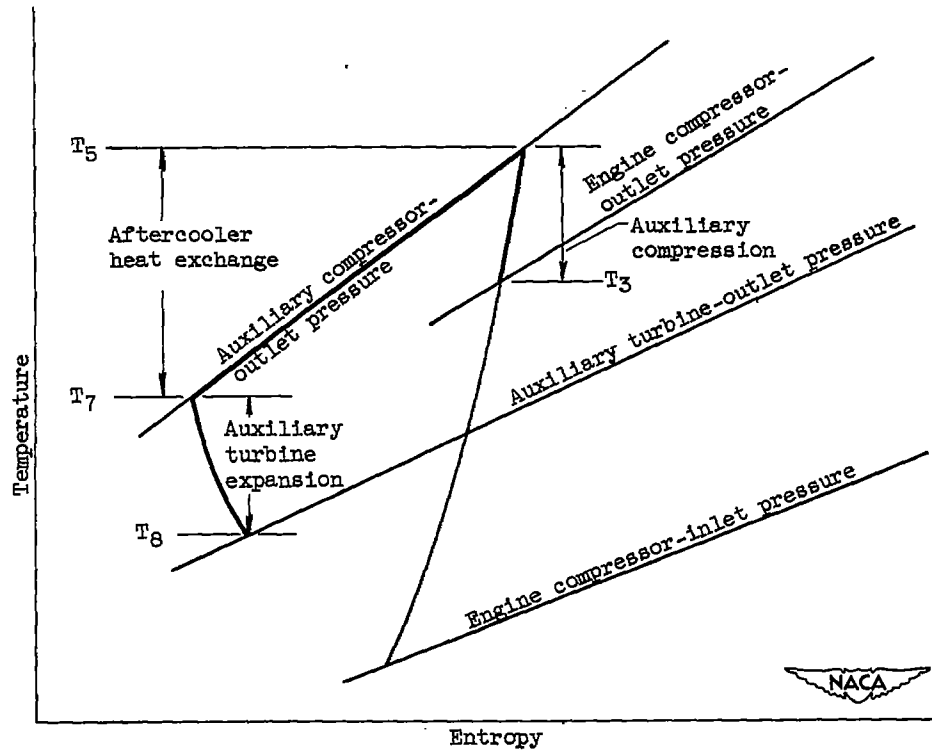 T5
Engine compressor-
outlet pressure
Aftercooler
heat exchange
Auxiliary compressor-
outlet pressure
Auxiliary
compression
T3
Auxiliary turbine-outlet pressure
T7
Auxiliary
turbine
expansion
Temperature
T8
Engine compressor-inlet pressure
NACA
Entropy